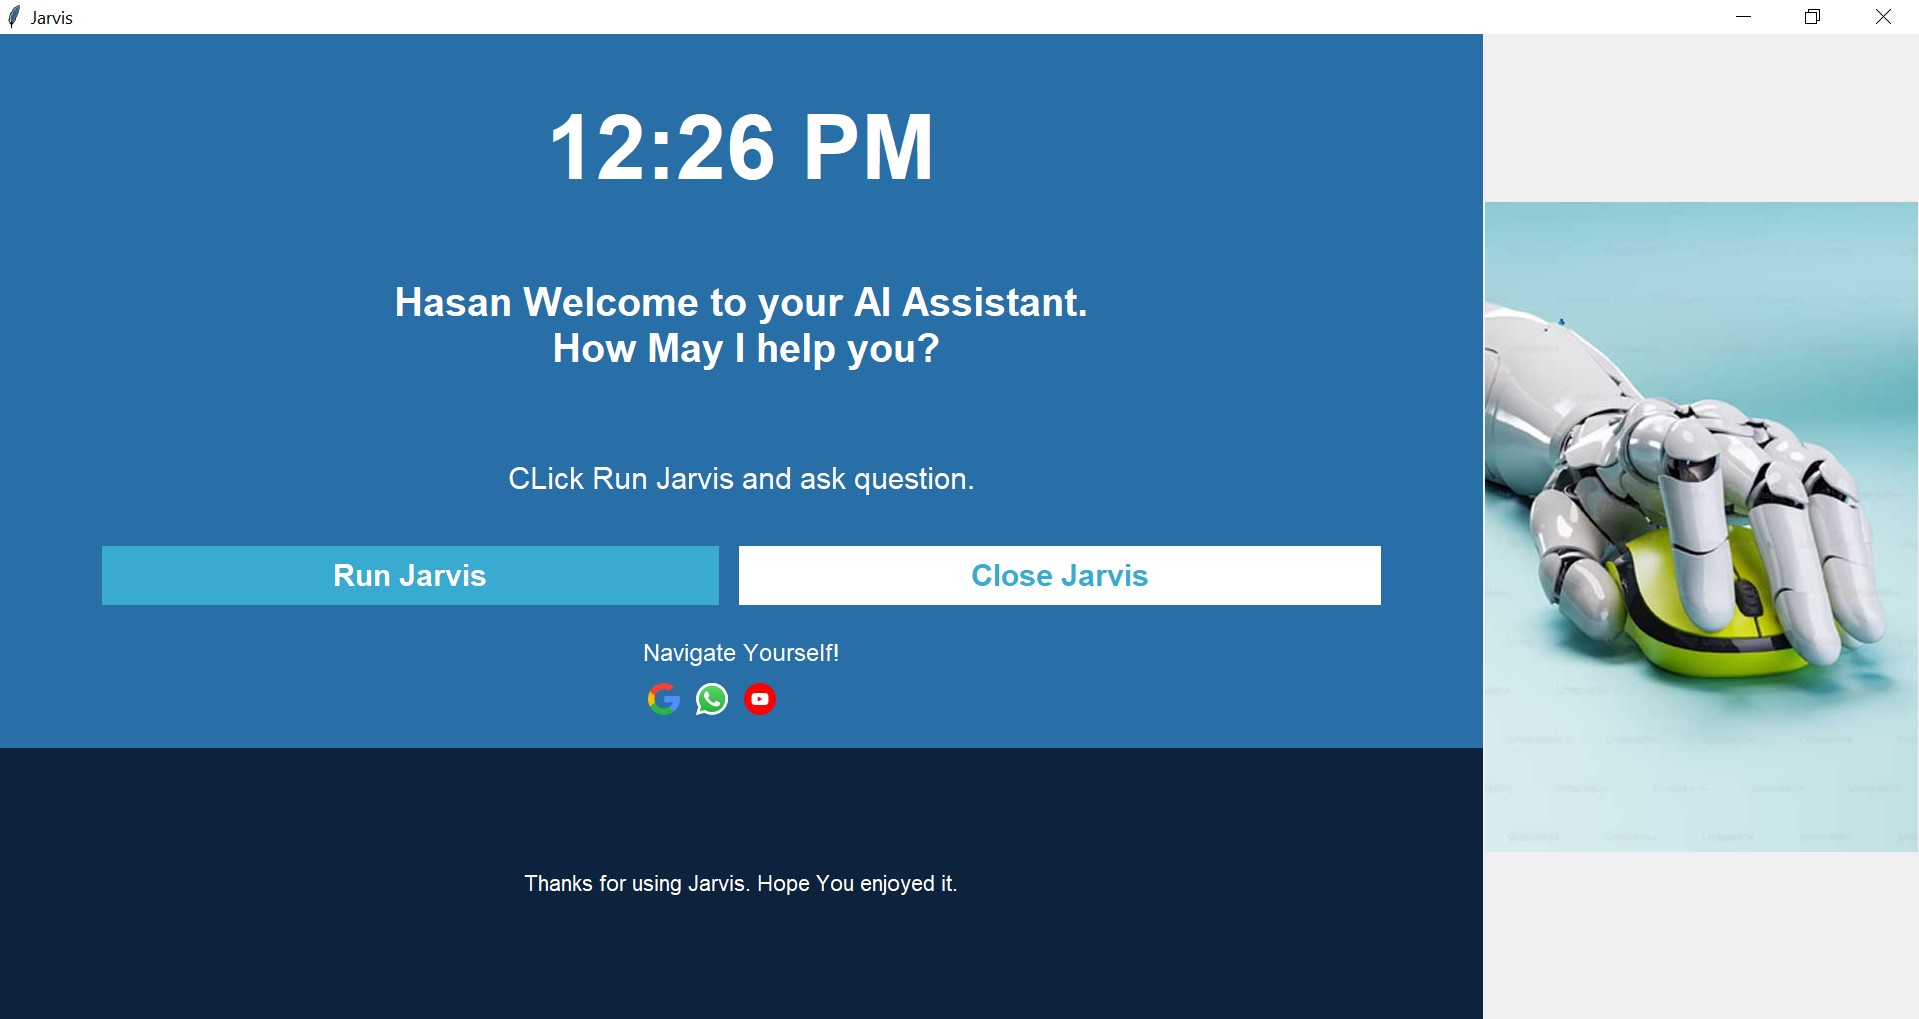 Jarvis
12:26 PM
Hasan Welcome to your AI Assistant.
How May I help you?
CLick Run Jarvis and ask question.
Run Jarvis
Close Jarvis
Navigate Yourself!
Thanks for using Jarvis. Hope You enjoyed it.